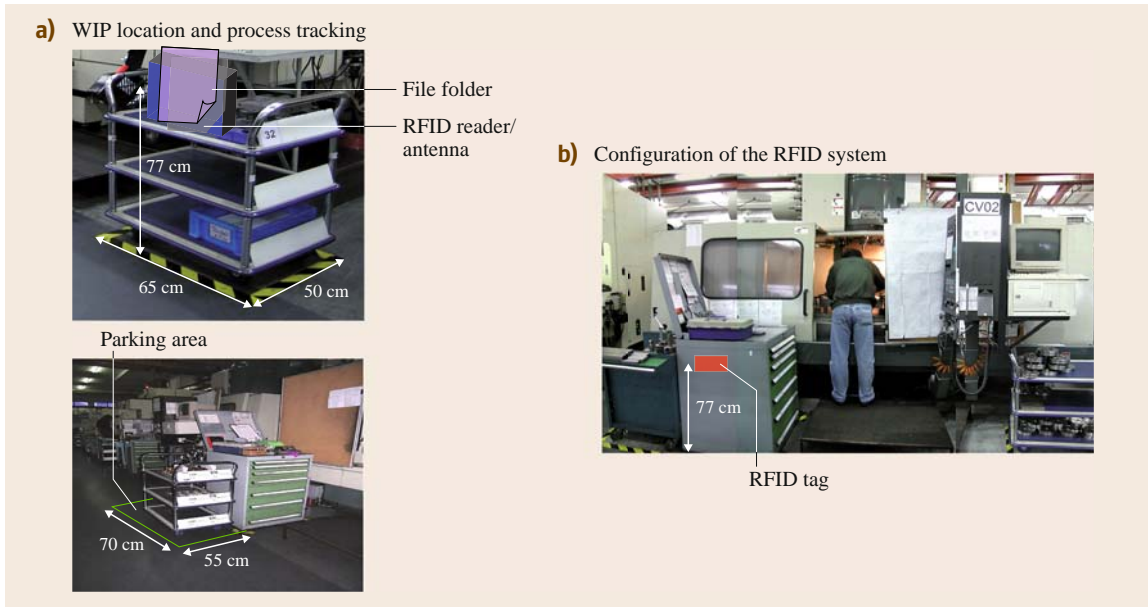 a) WIP location and process tracking
File folder
RFID reader/
antenna
32
77 cm
65 cm
50 cm
Parking area
70 cm
55 cm
b) Configuration of the RFID system
CV02
77 cm
RFID tag